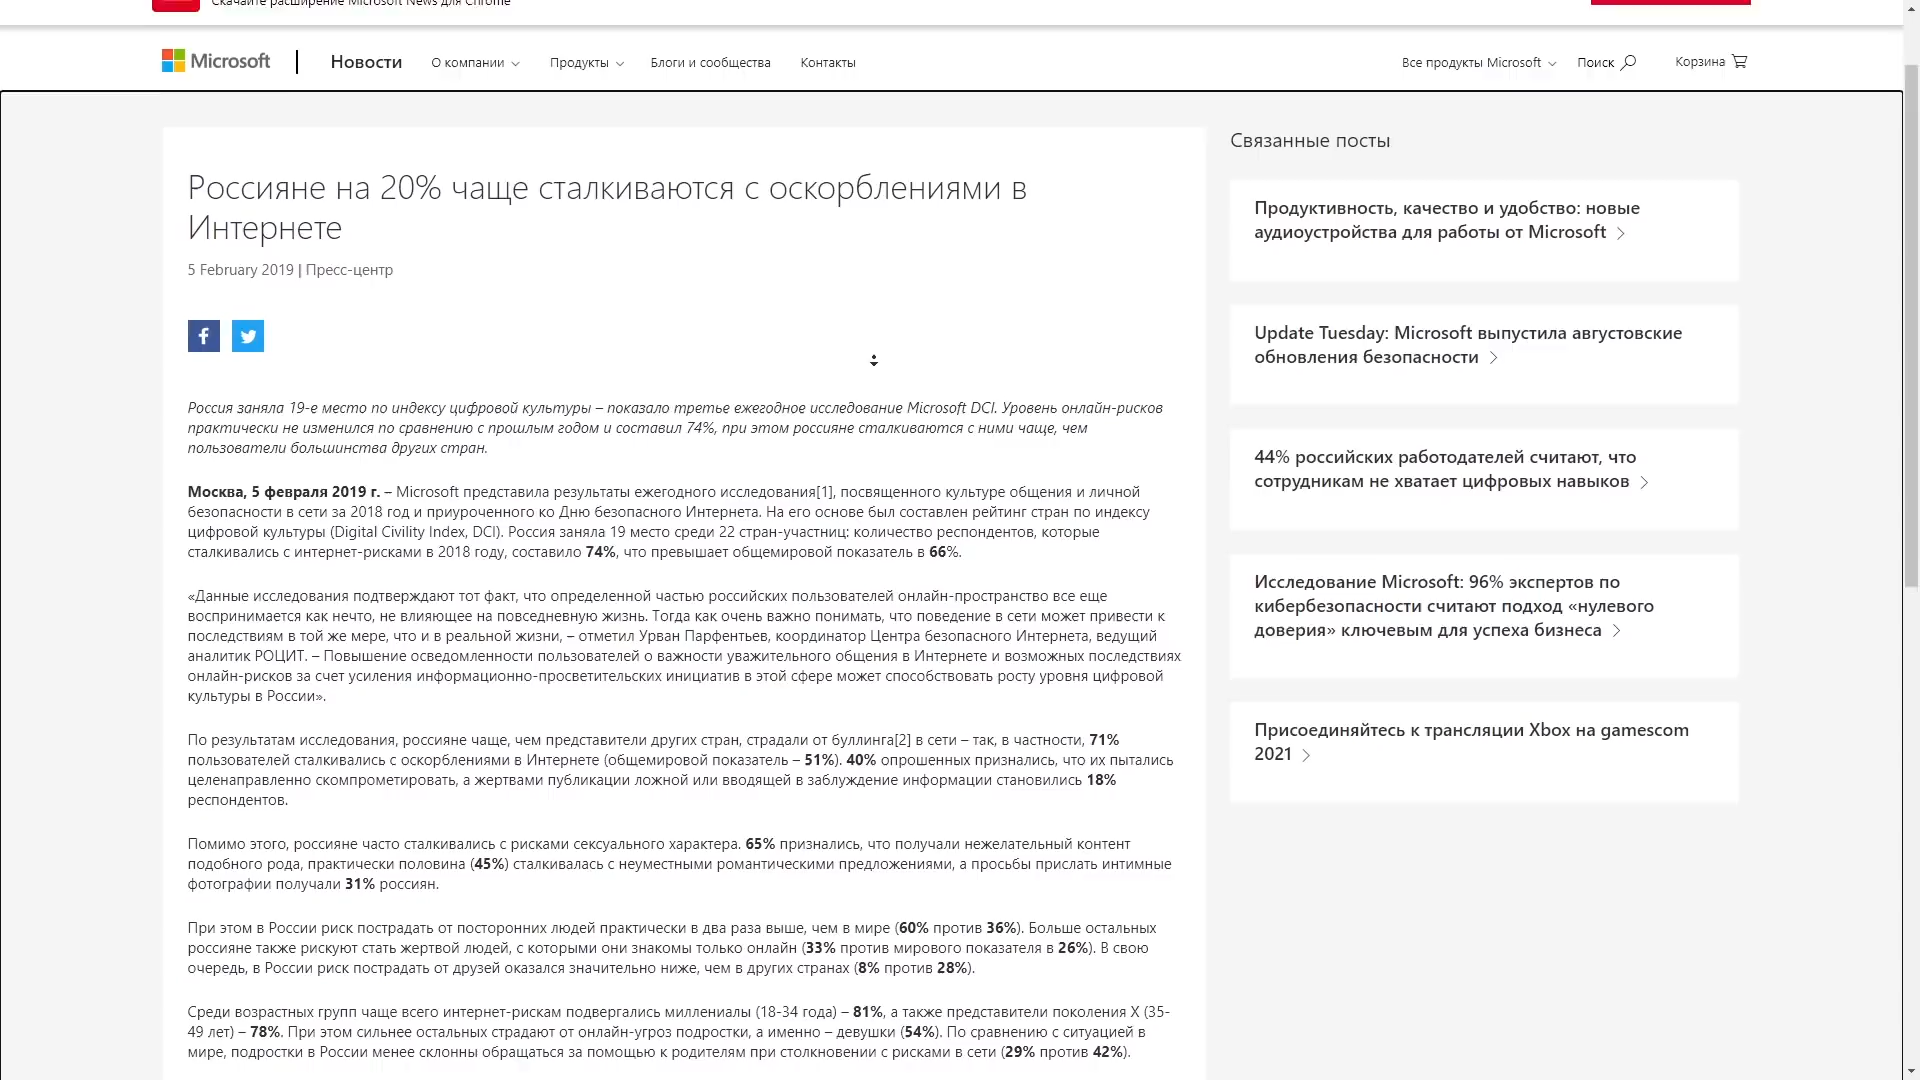 Скачайте расширение Microsoft News для Chrome
Microsoft
Новости
О компании
Продукты
Блоги и сообщества
Контакты
Все продукты Microsoft
Поиск
Корзина
Россияне на 20% чаще сталкиваются с оскорблениями в
Интернете
5 February 2019 | Пресс-центр
Россия заняла 19-е место по индексу цифровой культуры – показало третье ежегодное исследование Microsoft DCI. Уровень онлайн-рисков
практически не изменился по сравнению с прошлым годом и составил 74%, при этом россияне сталкиваются с ними чаще, чем
пользователи большинства других стран.
Москва, 5 февраля 2019 г. – Microsoft представила результаты ежегодного исследования[1], посвященного культуре общения и личной
безопасности в сети за 2018 год и приуроченного ко Дню безопасного Интернета. На его основе был составлен рейтинг стран по индексу
цифровой культуры (Digital Civility Index, DCI). Россия заняла 19 место среди 22 стран-участниц: количество респондентов, которые
сталкивались с интернет-рисками в 2018 году, составило 74%, что превышает общемировой показатель в 66%.
«Данные исследования подтверждают тот факт, что определенной частью российских пользователей онлайн-пространство все еще
воспринимается как нечто, не влияющее на повседневную жизнь. Тогда как очень важно понимать, что поведение в сети может привести к
последствиям в той же мере, что и в реальной жизни, – отметил Урван Парфентьев, координатор Центра безопасного Интернета, ведущий
аналитик РОЦИТ. – Повышение осведомленности пользователей о важности уважительного общения в Интернете и возможных последствиях
онлайн-рисков за счет усиления информационно-просветительских инициатив в этой сфере может способствовать росту уровня цифровой
культуры в России».
По результатам исследования, россияне чаще, чем представители других стран, страдали от буллинга[2] в сети – так, в частности, 71%
пользователей сталкивались с оскорблениями в Интернете (общемировой показатель – 51%). 40% опрошенных признались, что их пытались
целенаправленно скомпрометировать, а жертвами публикации ложной или вводящей в заблуждение информации становились 18%
респондентов.
Помимо этого, россияне часто сталкивались с рисками сексуального характера. 65% признались, что получали нежелательный контент
подобного рода, практически половина (45%) сталкивалась с неуместными романтическими предложениями, а просьбы прислать интимные
фотографии получали 31% россиян.
При этом в России риск пострадать от посторонних людей практически в два раза выше, чем в мире (60% против 36%). Больше остальных
россияне также рискуют стать жертвой людей, с которыми они знакомы только онлайн (33% против мирового показателя в 26%). В свою
очередь, в России риск пострадать от друзей оказался значительно ниже, чем в других странах (8% против 28%).
Среди возрастных групп чаще всего интернет-рискам подвергались миллениалы (18-34 года) – 81%, а также представители поколения X (35-
49 лет) – 78%. При этом сильнее остальных страдают от онлайн-угроз подростки, а именно – девушки (54%). По сравнению с ситуацией в
мире, подростки в России менее склонны обращаться за помощью к родителям при столкновении с рисками в сети (29% против 42%).
Связанные посты
Продуктивность, качество и удобство: новые
аудиоустройства для работы от Microsoft
Update Tuesday: Microsoft выпустила августовские
обновления безопасности
44% российских работодателей считают, что
сотрудникам не хватает цифровых навыков
Исследование Microsoft: 96% экспертов по
кибербезопасности считают подход «нулевого
доверия» ключевым для успеха бизнеса
Присоединяйтесь к трансляции Xbox на gamescom
2021